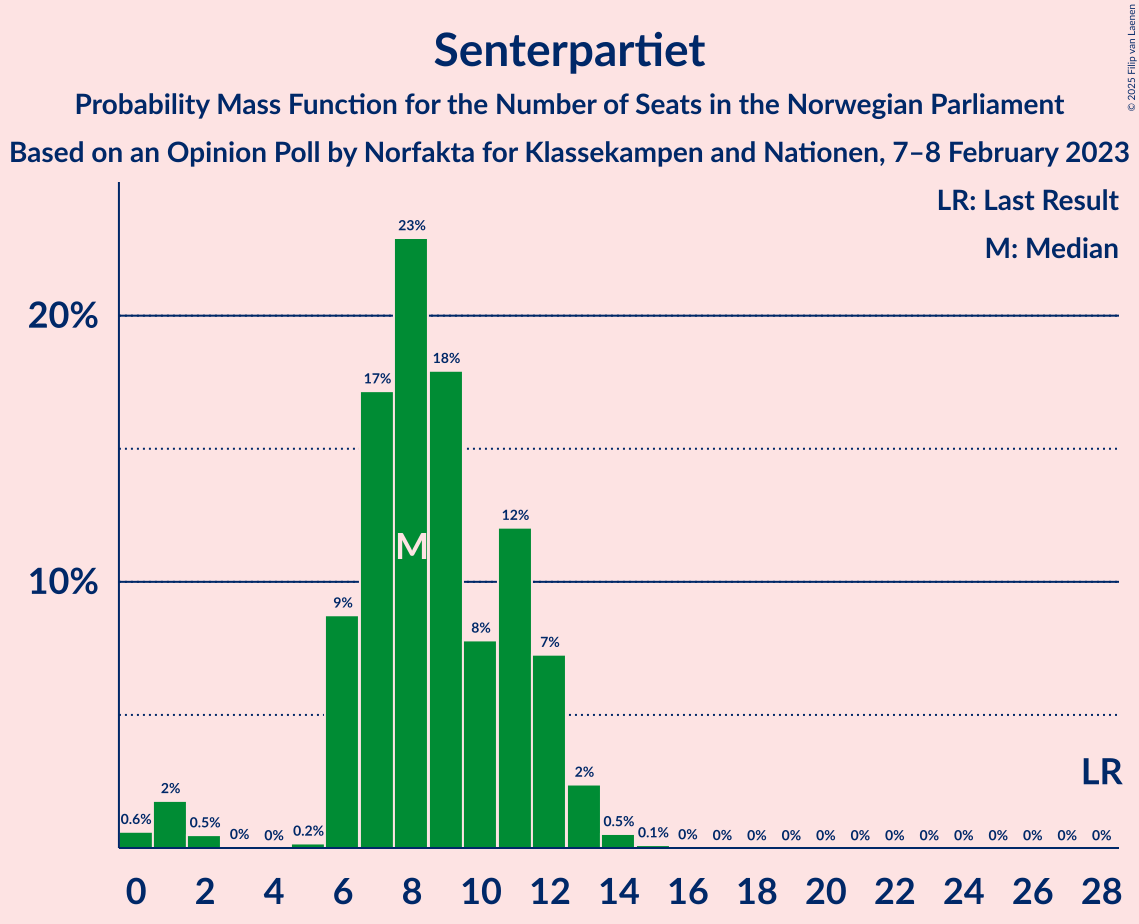 Senterpartiet
Probability Mass Function for the Number of Seats in the Norwegian Parliament
Based on an Opinion Poll by Norfakta for Klassekampen and Nationen, 7–8 February 2023
© 2025 Filip van Laenen
LR: Last Result
M: Median
20%
10%
0.6% 2% 0.5% 0% 0% 0.2% 9% 17% 23% 18% 8% 12% 7% 2% 0.5% 0.1% 0% 0% 0% 0% 0% 0% 0% 0% 0% 0% 0% 0% 0%
M
LR
0 2 4 6 8 10 12 14 16 18 20 22 24 26 28